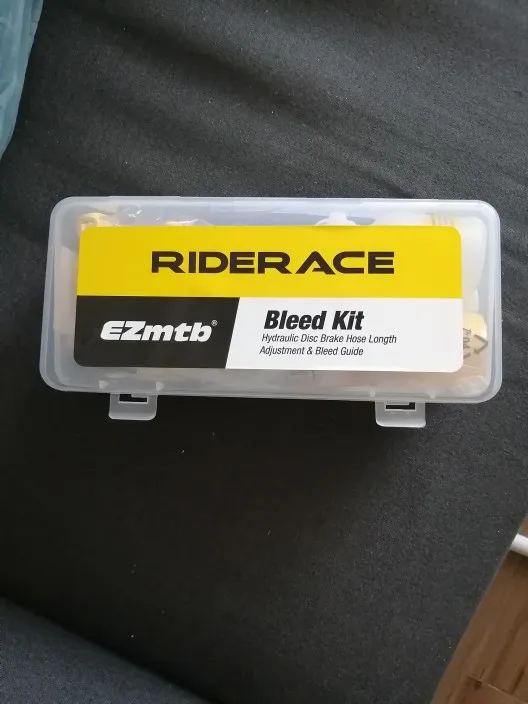 RIDERACE
EZmtb®
Bleed Kit
Hydraulic Disc Brake Hose Length
Adjustment & Bleed Guide